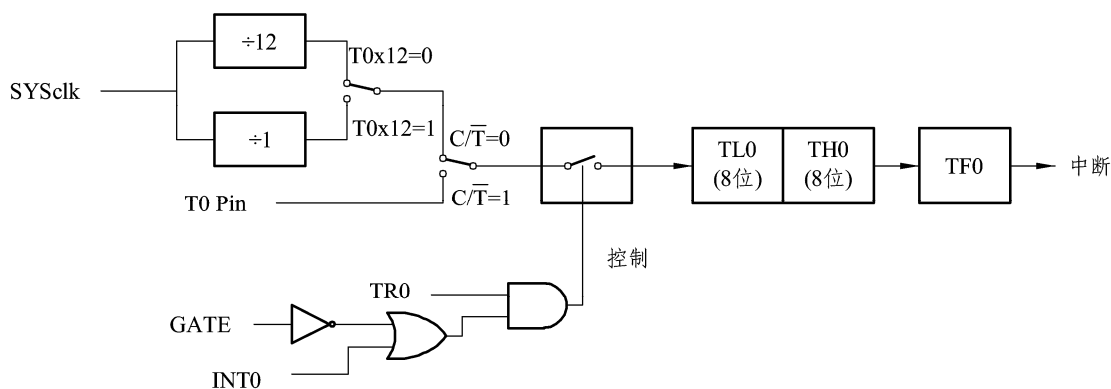 ÷12
T0x12=0
SYSclk
÷1
T0x12=1
C/T̅=0
TL0
(8位)
TH0
(8位)
TF0
中断
T0 Pin
C/T̅=1
控制
TR0
GATE
INT0